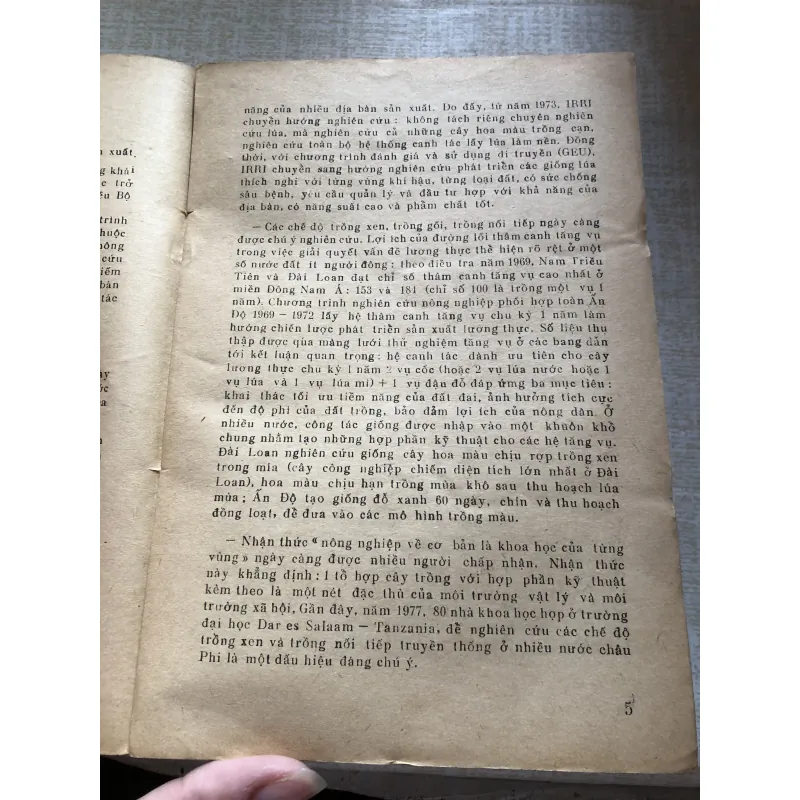 n xuất.
ng khái
c trở
ều Bộ
trình
huộc
hông
cứu
iếm
bàn
tác
ày
ớc
a
n
năng của nhiều địa bàn sản xuất. Do đấy, từ năm 1973, IRRI
chuyển hướng nghiên cứu : không tách riêng chuyên nghiên
cứu lúa, mà nghiên cứu cả những cây hoa màu trồng cạn,
nghiên cứu toàn bộ hệ thống canh tác lấy lúa làm nền. Đồng
thời, với chương trình đánh giá và sử dụng di truyền (GEU),
IRRI chuyển sang hướng nghiên cứu phát triển các giống lúa
thích nghi với từng vùng khí hậu, từng loại đất, có sức chống
sâu bệnh, yêu cầu quản lý và đầu tư hợp với khả năng của
địa bàn, có năng suất cao và phẩm chất tốt.
— Các chế độ trồng xen, trồng gối, trồng nối tiếp ngày càng
được chú ý nghiên cứu. Lợi ích của đường lối thâm canh tăng vụ
trong việc giải quyết vấn đề lương thực thể hiện rõ rệt ở một
số nước đất ít người đông ; theo điều tra năm 1969, Nam Triều
Tiên và Đài Loan đạt chỉ số thâm canh tăng vụ cao nhất ở
miền Đông Nam Á : 153 và 184 (chỉ số 100 là trồng một vụ 1
năm). Chương trình nghiên cứu nông nghiệp phối hợp toàn Ấn
Độ 1969 — 1972 lấy hệ thâm canh tăng vụ chu kỳ 1 năm làm
hướng chiến lược phát triển sản xuất lương thực. Số liệu thu
thập được qua màng lưới thử nghiệm tăng vụ ở các bang dẫn
tới kết luận quan trọng : hệ canh tác dành ưu tiên cho cây
lương thực chu kỳ 1 năm 2 vụ cốc (hoặc 2 vụ lúa nước hoặc 1
vụ lúa và 1 vụ lúa mì) + 1 vụ đậu đỗ đáp ứng ba mục tiêu :
khai thác tối ưu tiềm năng của đất đai, ảnh hưởng tích cực
đến độ phì của đất trồng, bảo đảm lợi ích của nông dân. Ở
nhiều nước, công tác giống được nhập vào một khuôn khổ
chung nhằm tạo những hợp phần kỹ thuật cho các hệ tăng vụ.
Đài Loan nghiên cứu giống cây hoa màu chịu rợp trồng xen
trong mía (cây công nghiệp chiếm diện tích lớn nhất ở Đài
Loan), hoa màu chịu hạn trồng mùa khô sau thu hoạch lúa
mùa ; Ấn Độ tạo giống đỗ xanh 60 ngày, chín và thu hoạch
đồng loạt, để đưa vào các mô hình trồng màu.
— Nhận thức « nông nghiệp về cơ bản là khoa học của từng
vùng » ngày càng được nhiều người chấp nhận. Nhận thức
này khẳng định : 1 tổ hợp cây trồng với hợp phần kỹ thuật
kèm theo là một nét đặc thù của môi trường vật lý và môi
trường xã hội. Gần đây, năm 1977, 80 nhà khoa học họp ở trường
đại học Dar es Salaam — Tanzania, để nghiên cứu các chế độ
trồng xen và trồng nối tiếp truyền thống ở nhiều nước châu
Phi là một dấu hiệu đáng chú ý.
5